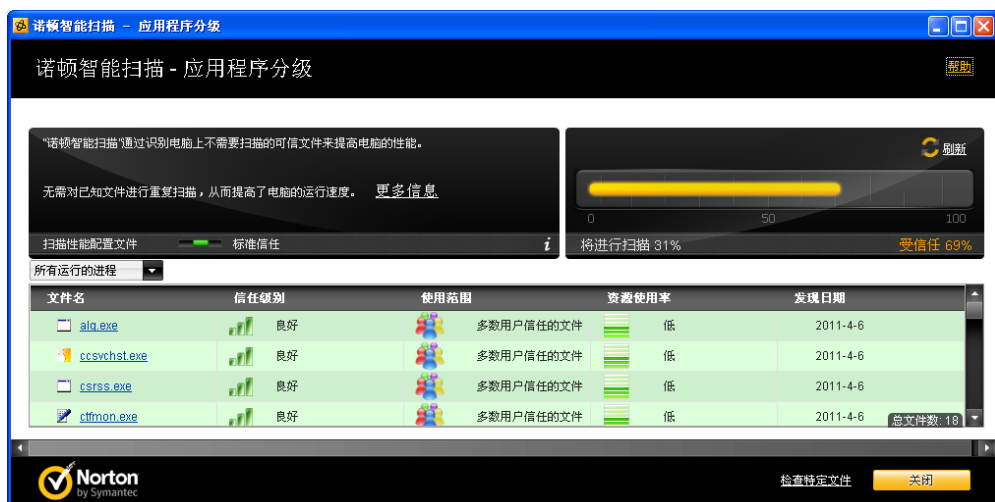 诺顿智能扫描 - 应用程序分级
诺顿智能扫描 - 应用程序分级
帮助
"诺顿智能扫描"通过识别电脑上不需要扫描的可信文件来提高电脑的性能。
无需对已知文件进行重复扫描，从而提高了电脑的运行速度。 更多信息
扫描性能配置文件 标准信任 i
刷新
0 50 100
将进行扫描 31% 受信任 69%
所有运行的进程
文件名 信任级别 使用范围 资源使用率 发现日期
alg.exe 良好 多数用户信任的文件 低 2011-4-6
ccsvchst.exe 良好 多数用户信任的文件 低 2011-4-6
csrss.exe 良好 多数用户信任的文件 低 2011-4-6
ctfmon.exe 良好 多数用户信任的文件 低 2011-4-6
总文件数: 18
Norton
by Symantec
检查特定文件 关闭